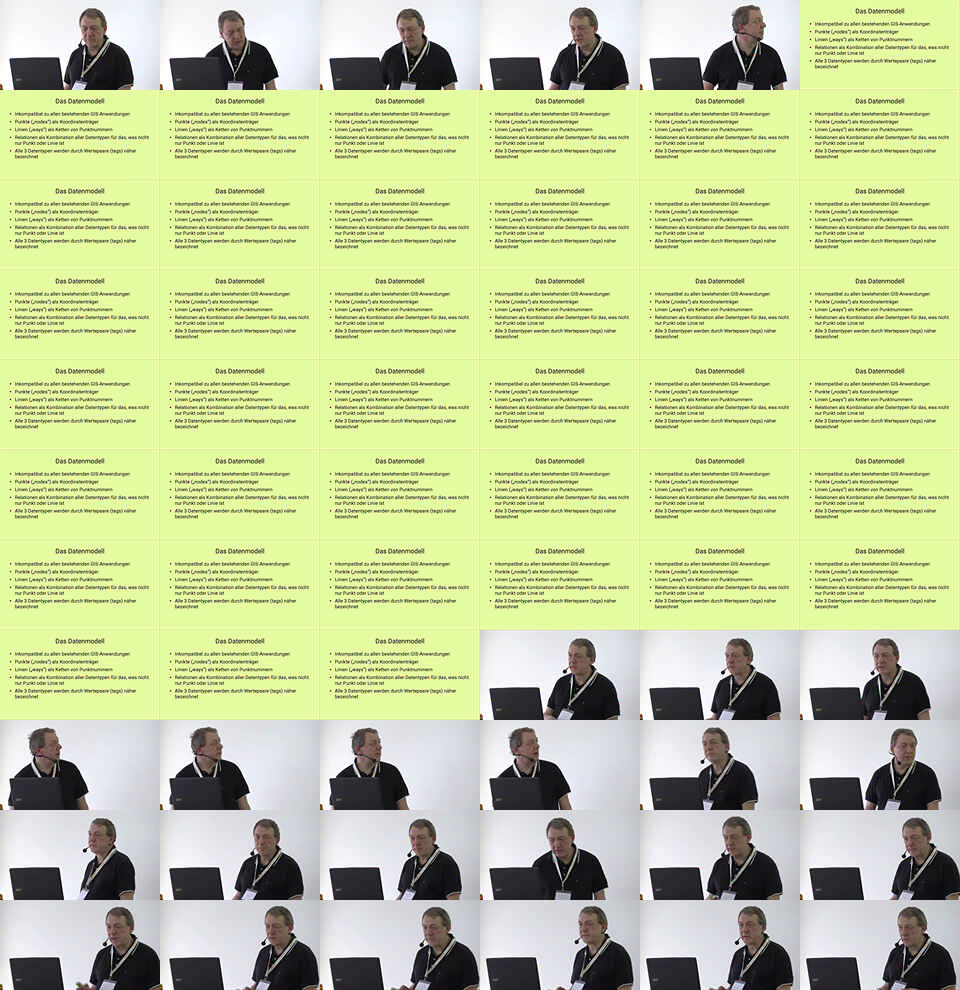 Das Datenmodell
• Inkompatibel zu allen bestehenden GIS-Anwendungen
• Punkte („nodes“) als Koordinatenträger
• Linien („ways“) als Ketten von Punktnummern
• Relationen als Kombination aller Datentypen für das, was nicht
nur Punkt oder Linie ist
• Alle 3 Datentypen werden durch Wertepaare (tags) näher
bezeichnet